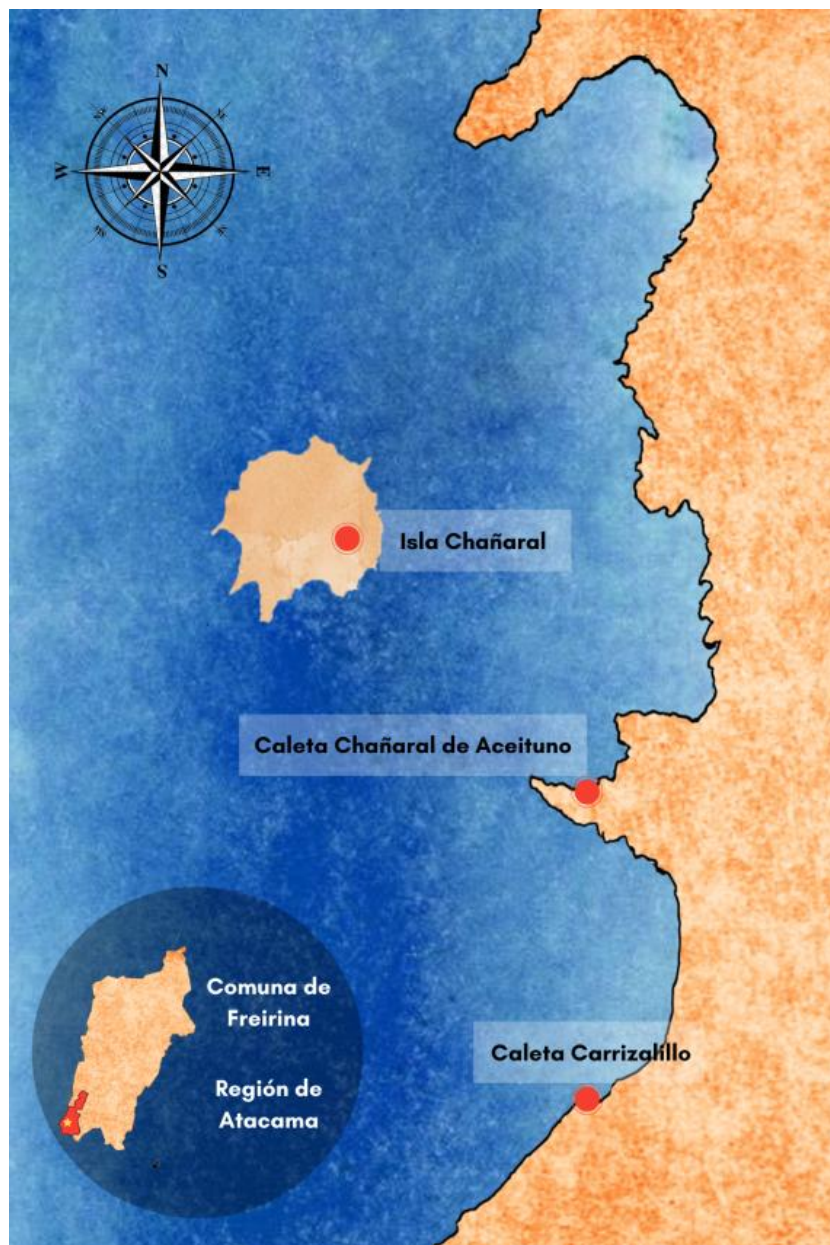 N
W
E
S
Isla Chañaral
Caleta Chañaral de Aceituno
Caleta Carrizalillo
Comuna de
Freirina
Región de
Atacama